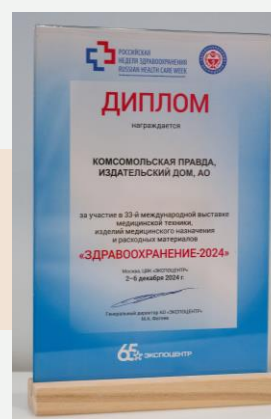 РОССИЙСКАЯ
НЕДЕЛЯ ЗДРАВООХРАНЕНИЯ
RUSSIAN HEALTH CARE WEEK
ДИПЛОМ
награждается
КОМСОМОЛЬСКАЯ ПРАВДА,
ИЗДАТЕЛЬСКИЙ ДОМ, АО
за участие в 33-й международной выставке
медицинской техники,
изделий медицинского назначения
и расходных материалов
«ЗДРАВООХРАНЕНИЕ-2024»
Москва, ЦВК «ЭКСПОЦЕНТР»
2–6 декабря 2024 г.
Генеральный директор АО «ЭКСПОЦЕНТР»
65 ЭКСПОЦЕНТР